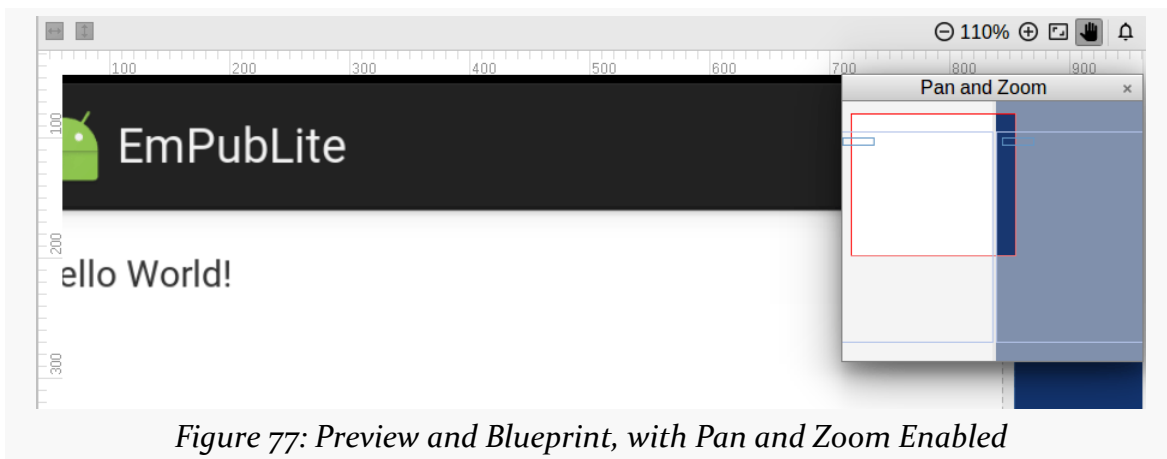 110%
100 200 300 400 500 600 700 800 900
Pan and Zoom ×
100
EmPubLite
200
ello World!
300
Figure 77: Preview and Blueprint, with Pan and Zoom Enabled